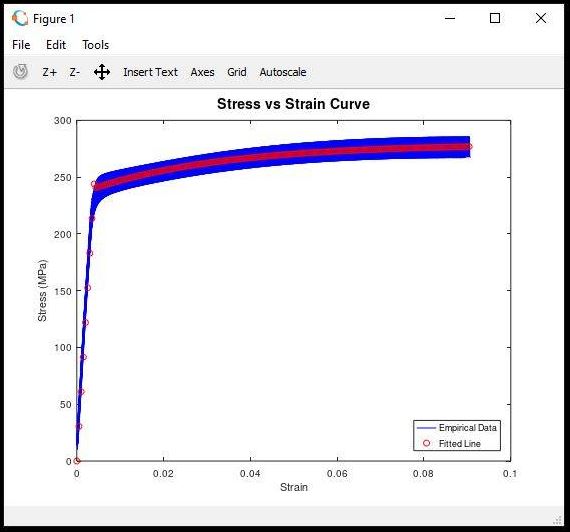 Figure 1
File Edit Tools
Z+ Z- Insert Text Axes Grid Autoscale
Stress vs Strain Curve
300
250
200
150
100
50
0
Stress (MPa)
0 0.02 0.04 0.06 0.08 0.1
Strain
Empirical Data
Fitted Line